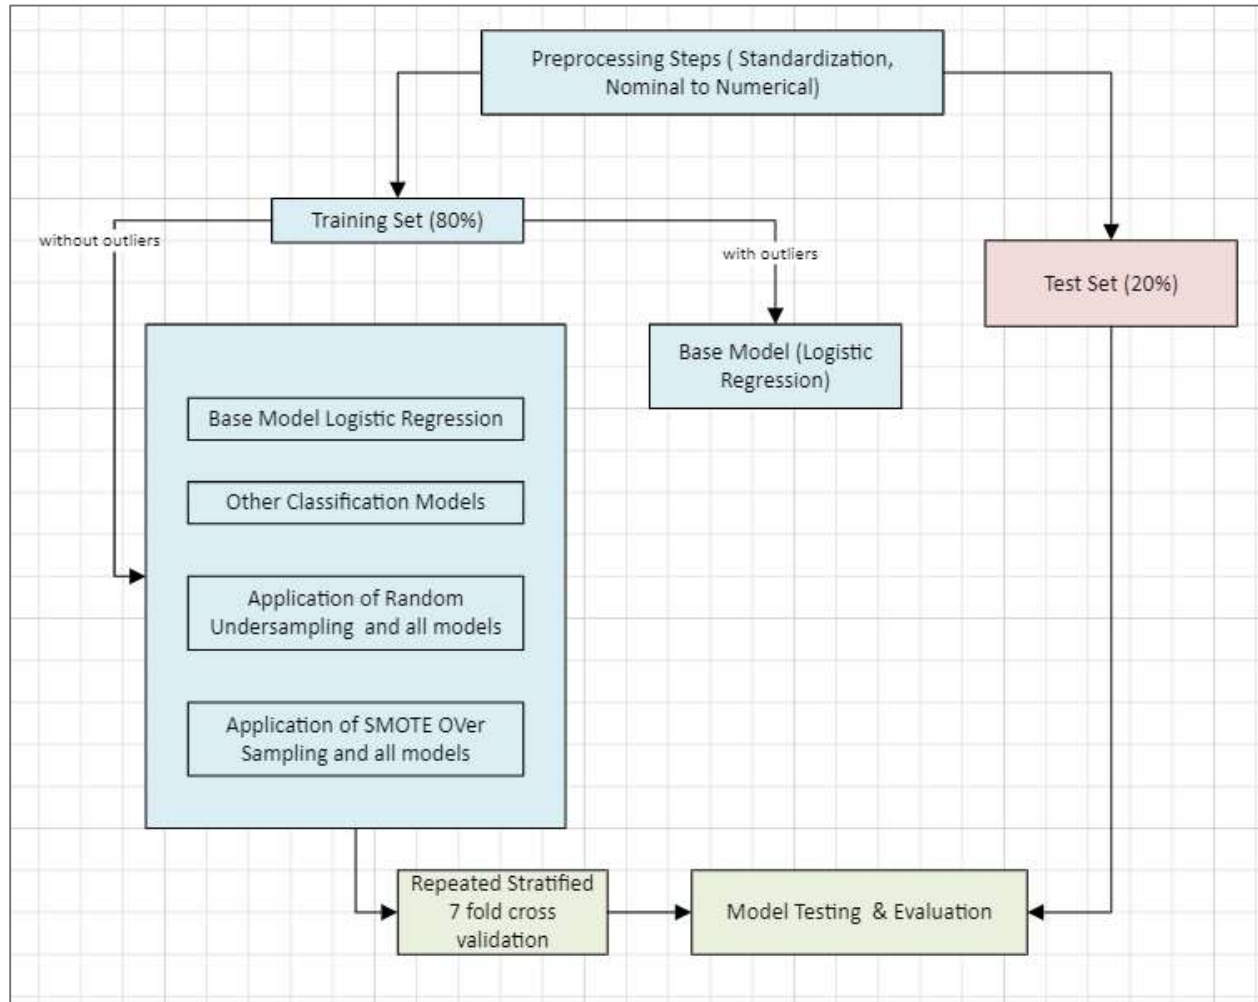 Preprocessing Steps ( Standardization,
Nominal to Numerical)
Training Set (80%)
without outliers
with outliers
Test Set (20%)
Base Model (Logistic
Regression)
Base Model Logistic Regression
Other Classification Models
Application of Random
Undersampling and all models
Application of SMOTE OVer
Sampling and all models
Repeated Stratified
7 fold cross
validation
Model Testing & Evaluation